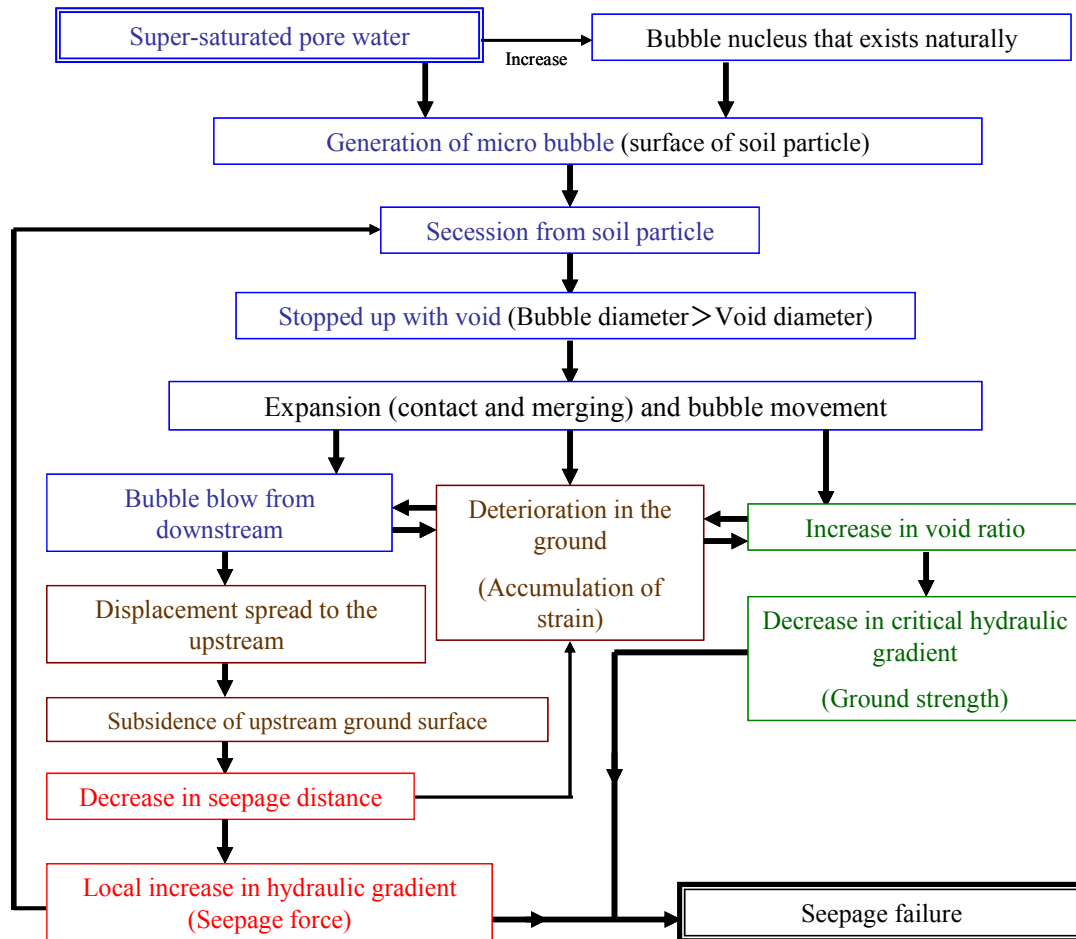 Super-saturated pore water
Increase
Bubble nucleus that exists naturally
Generation of micro bubble (surface of soil particle)
Secession from soil particle
Stopped up with void (Bubble diameter＞Void diameter)
Expansion (contact and merging) and bubble movement
Bubble blow from
downstream
Deterioration in the
ground
(Accumulation of
strain)
Increase in void ratio
Displacement spread to the
upstream
Decrease in critical hydraulic
gradient
(Ground strength)
Subsidence of upstream ground surface
Decrease in seepage distance
Local increase in hydraulic gradient
(Seepage force)
Seepage failure